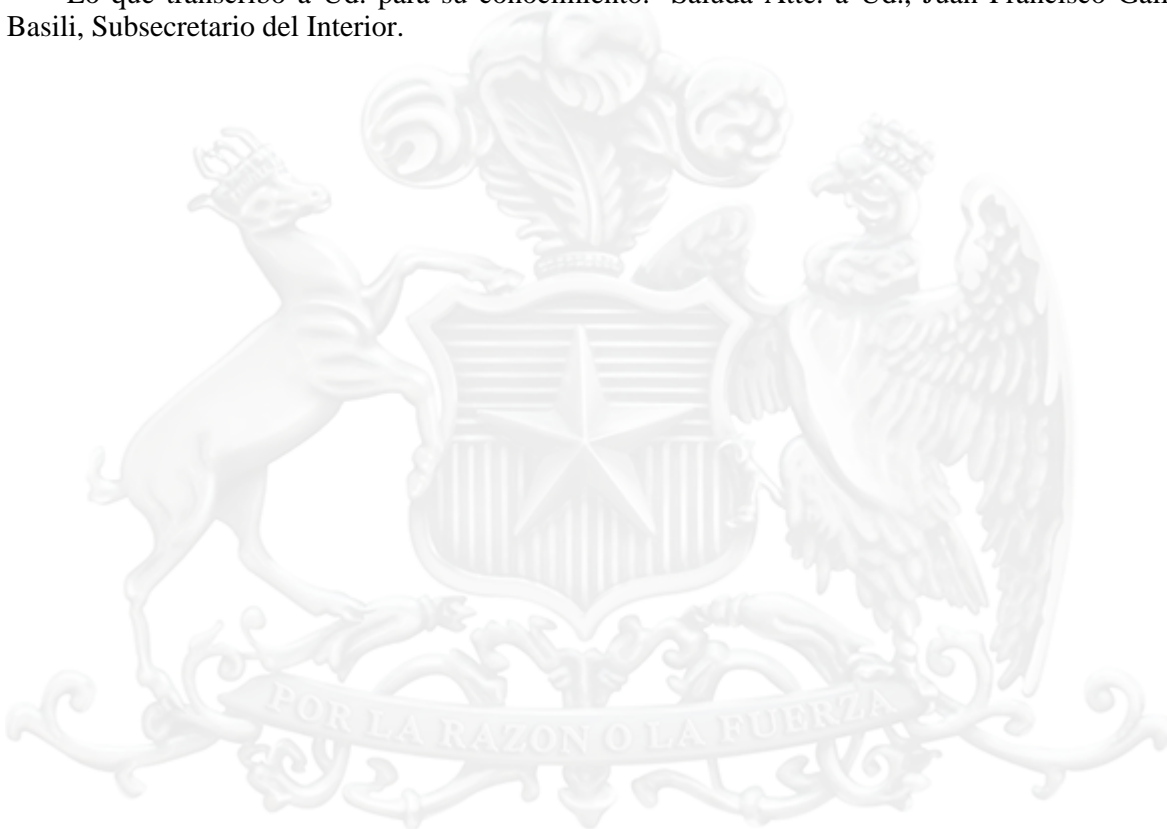 Lo que transcribo a Ud. para su conocimiento.- Saluda Atte. a Ud., Juan Francisco
Basili, Subsecretario del Interior.
POR LA RAZON O LA FUERZA